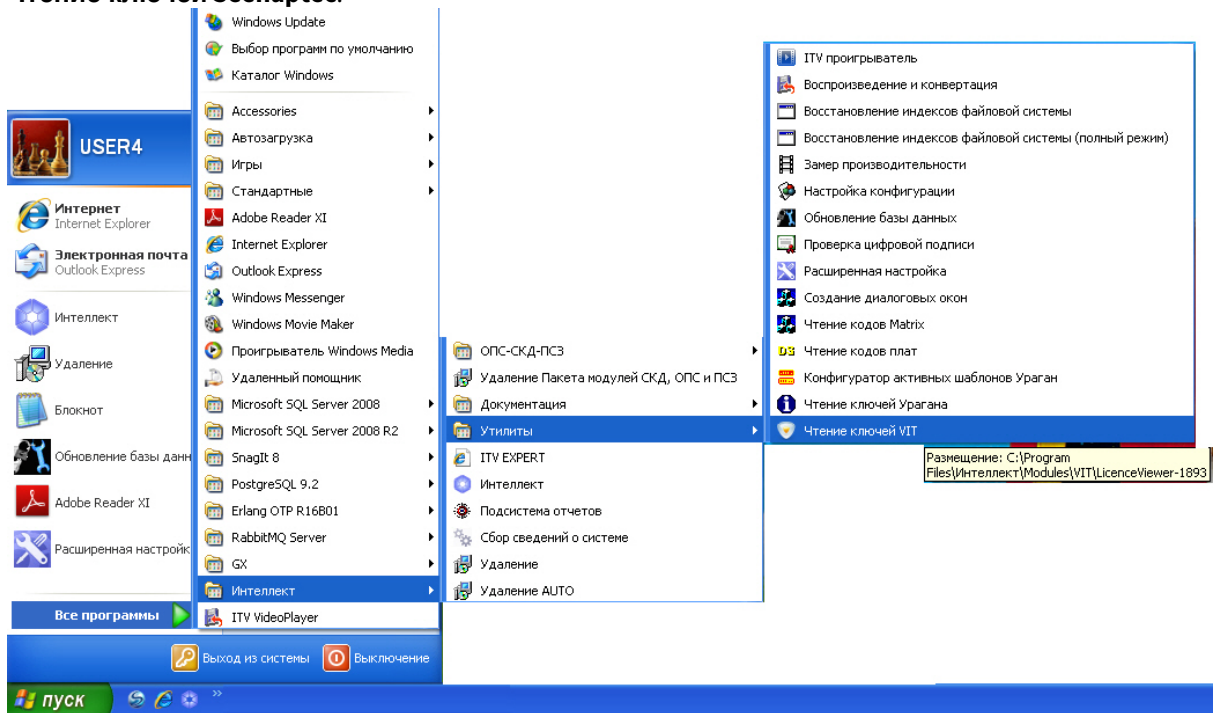 Чтение ключей Seenaptec.
USER4
Интернет
Internet Explorer
Электронная почта
Outlook Express
Интеллект
Удаление
Блокнот
Обновление базы данн
Adobe Reader XI
Расширенная настройк
Все программы
Windows Update
Выбор программ по умолчанию
Каталог Windows
Accessories
Автозагрузка
Игры
Стандартные
Adobe Reader XI
Internet Explorer
Outlook Express
Windows Messenger
Windows Movie Maker
Проигрыватель Windows Media
Удаленный помощник
Microsoft SQL Server 2008
Microsoft SQL Server 2008 R2
SnagIt 8
PostgreSQL 9.2
Erlang OTP R16B01
RabbitMQ Server
GX
Интеллект
ITV VideoPlayer
ОПС-СКД-ПСЗ
Удаление Пакета модулей СКД, ОПС и ПСЗ
Документация
Утилиты
ITV EXPERT
Интеллект
Подсистема отчетов
Сбор сведений о системе
Удаление
Удаление AUTO
ITV проигрыватель
Воспроизведение и конвертация
Восстановление индексов файловой системы
Восстановление индексов файловой системы (полный режим)
Замер производительности
Настройка конфигурации
Обновление базы данных
Проверка цифровой подписи
Расширенная настройка
Создание диалоговых окон
Чтение кодов Matrix
Чтение кодов плат
Конфигуратор активных шаблонов Ураган
Чтение ключей Урагана
Чтение ключей VIT
Размещение: C:\Program
Files\Интеллект\Modules\VIT\LicenceViewer-1893
Выход из системы
Выключение
пуск